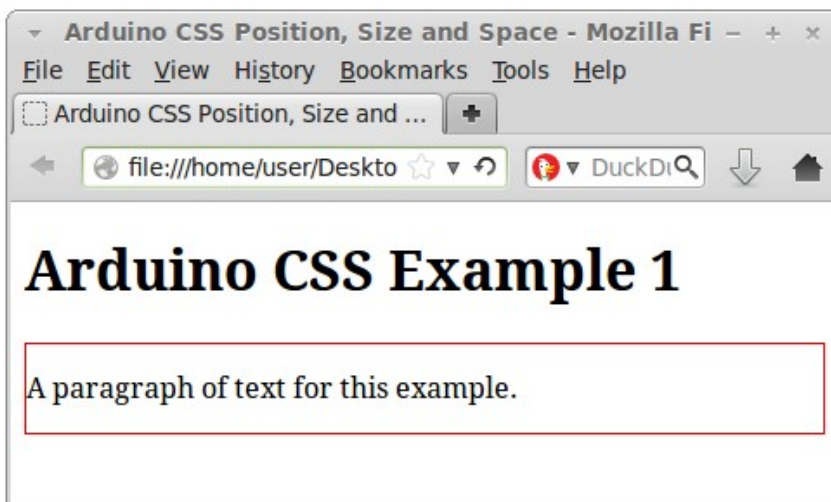 Arduino CSS Position, Size and Space - Mozilla Fi
File Edit View History Bookmarks Tools Help
Arduino CSS Position, Size and ...
file:///home/user/Deskto DuckDu
Arduino CSS Example 1
A paragraph of text for this example.